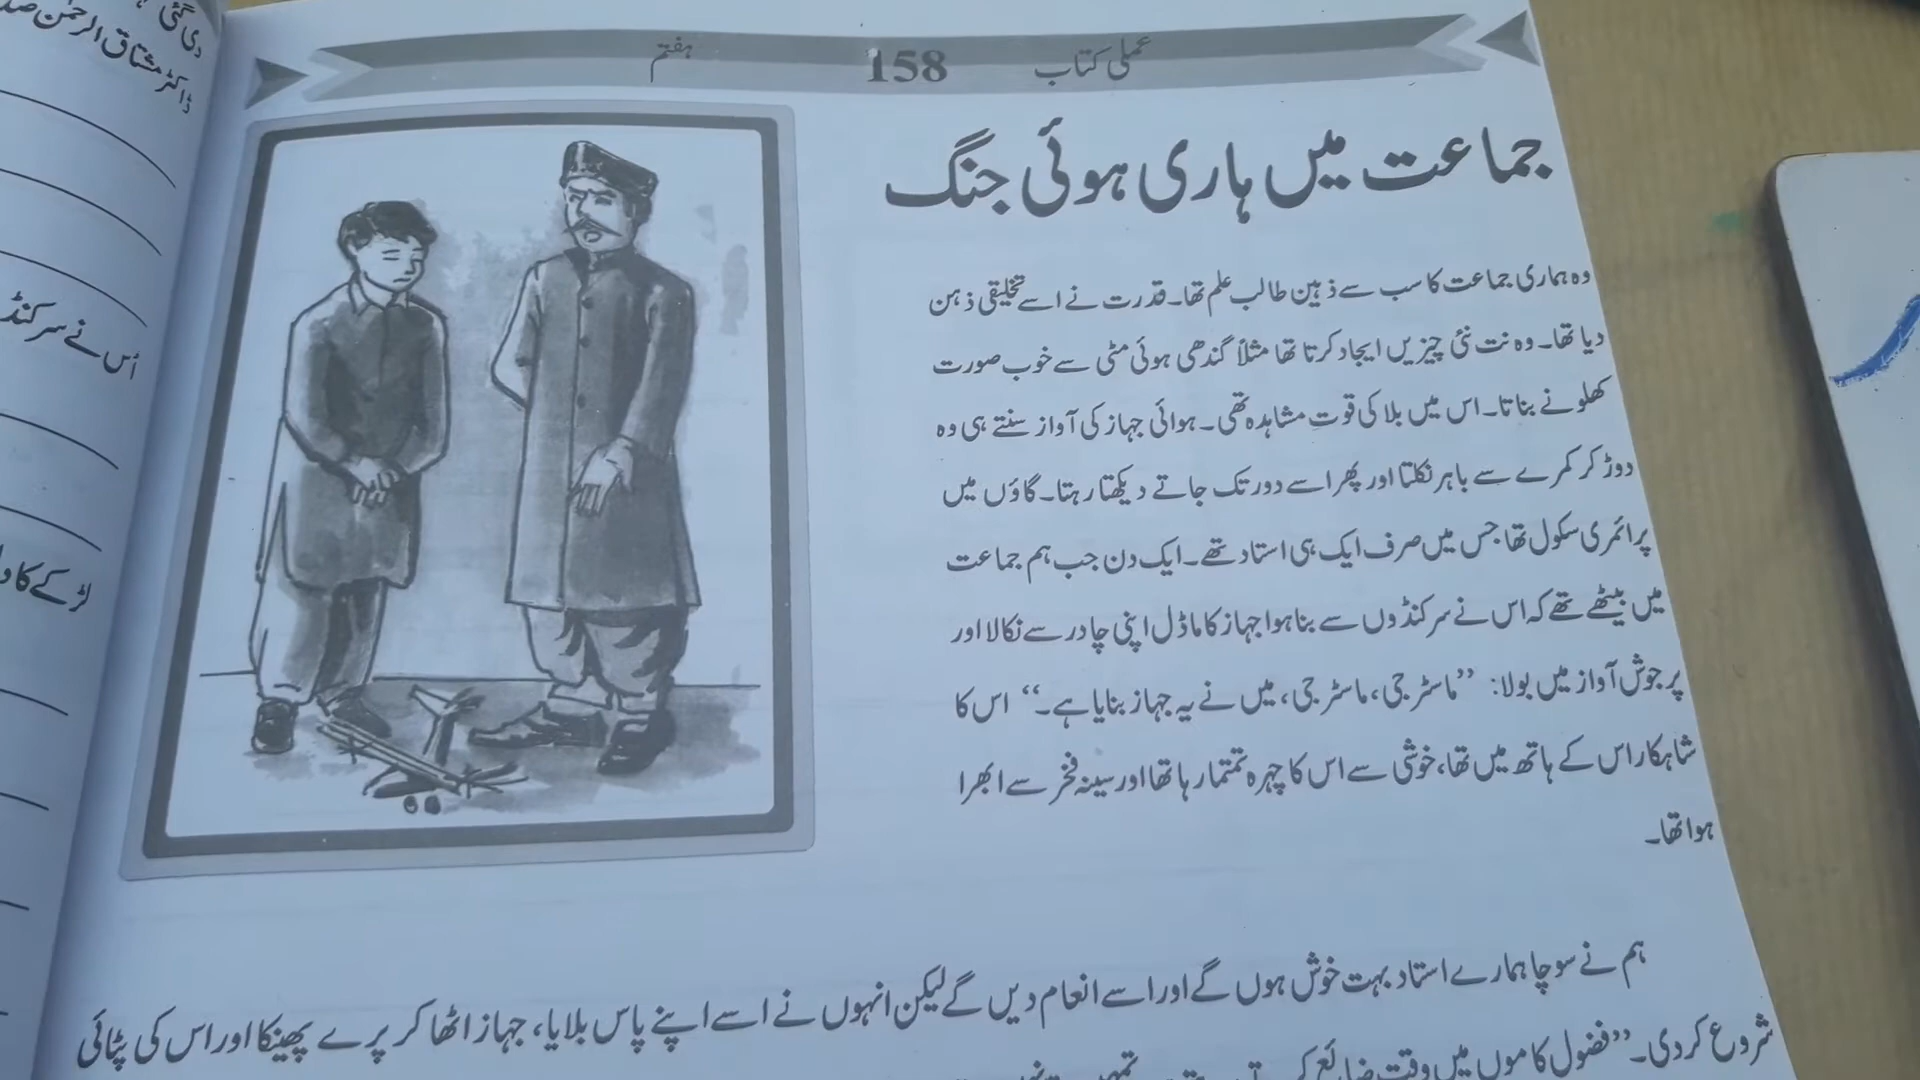 عملی کتاب 158 ہفتم
جماعت میں ہاری ہوئی جنگ
وہ ہماری جماعت کا سب سے ذہین طالب علم تھا۔ قدرت نے اسے تخلیقی ذہن
دیا تھا۔ وہ نت نئی چیزیں ایجاد کرتا تھا مثلاً گندھی ہوئی مٹی سے خوب صورت
کھلونے بناتا۔ اس میں بلا کی قوت مشاہدہ تھی۔ ہوائی جہاز کی آواز سنتے ہی وہ
دوڑ کر کمرے سے باہر نکلتا اور پھر اسے دور تک جاتے دیکھتا رہتا۔ گاؤں میں
پرائمری سکول تھا جس میں صرف ایک ہی استاد تھے۔ ایک دن جب ہم جماعت
میں بیٹھے تھے کہ اس نے سرکنڈوں سے بنا ہوا جہاز کا ماڈل اپنی چادر سے نکالا اور
پرجوش آواز میں بولا: ”ماسٹر جی، ماسٹر جی، میں نے یہ جہاز بنایا ہے۔“ اس کا
شاہکار اس کے ہاتھ میں تھا، خوشی سے اس کا چہرہ تمتما رہا تھا اور سینہ فخر سے ابھرا
ہوا تھا۔
ہم نے سوچا ہمارے استاد بہت خوش ہوں گے اور اسے انعام دیں گے لیکن انہوں نے اسے اپنے پاس بلایا، جہاز اٹھا کر پرے پھینکا اور اس کی پٹائی
شروع کر دی۔ ”فضول کاموں میں وقت ضائع
دی گئی
ڈاکٹر مشتاق الرحمن
اُس نے سرکنڈ
لڑکے کا